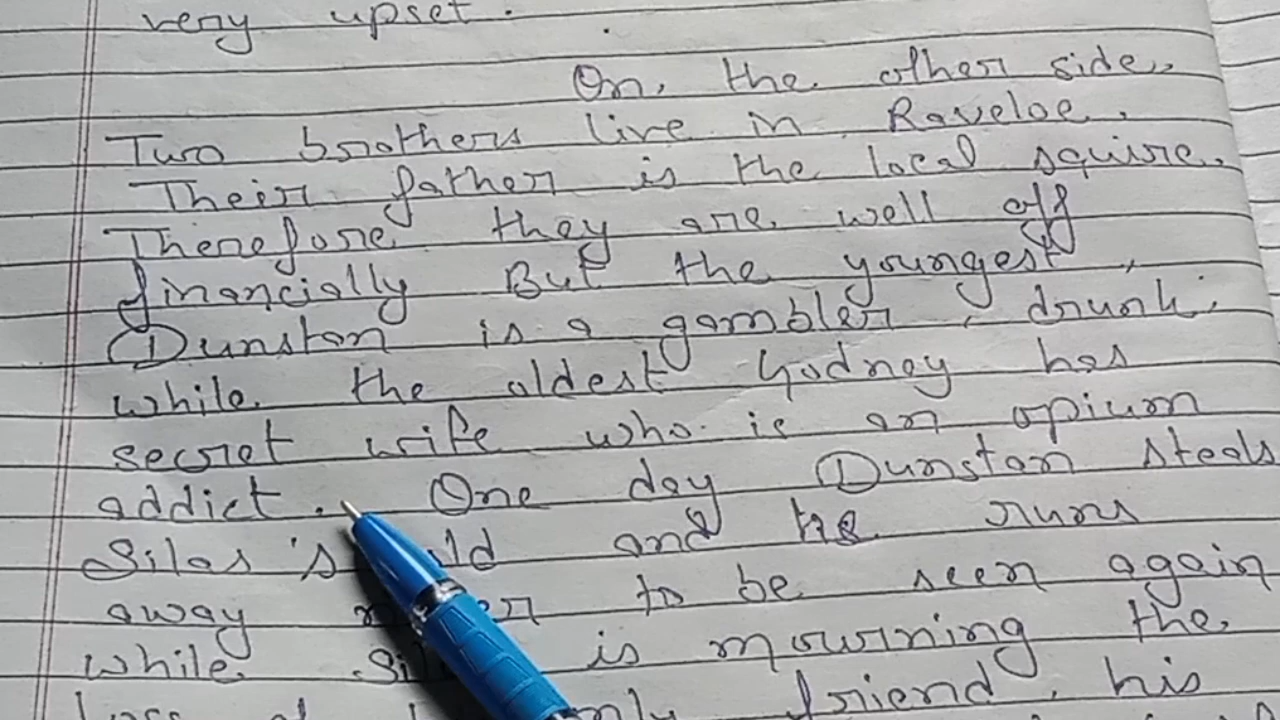 very upset.
On, the other side,
Two brothers live in Raveloe.
Their father is the local squire.
Therefore they are well off
financially But the youngest,
Dunston is a gambler, drunk.
while the oldest Godney has
secret wife who is an opium
addict. One day Dunston steals
Silas's and he runs
away to be seen again
while is mourning the
friend, his